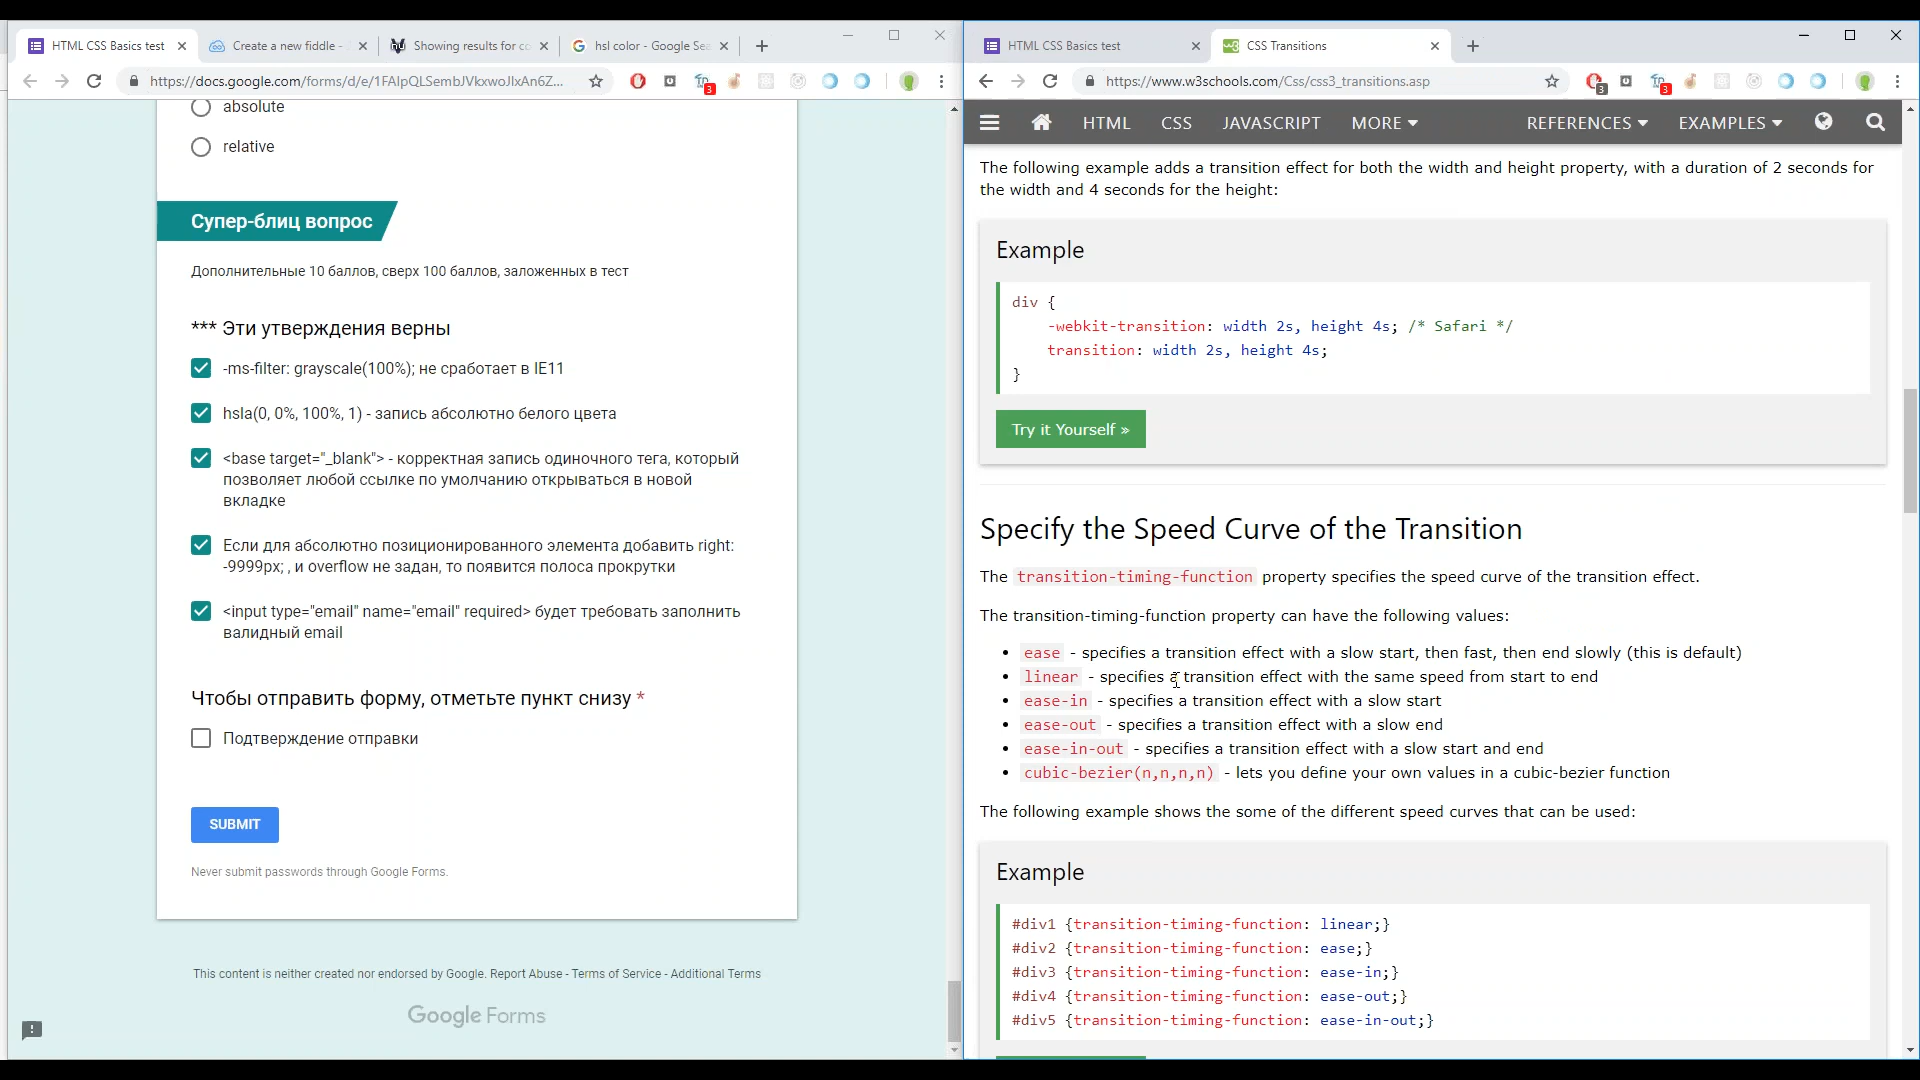 HTML CSS Basics test
Create a new fiddle -
Showing results for co
hsl color - Google Sea
https://docs.google.com/forms/d/e/1FAIpQLSembJVkxwoJlxAn6Z...
3
absolute
relative
Супер-блиц вопрос
Дополнительные 10 баллов, сверх 100 баллов, заложенных в тест
*** Эти утверждения верны
-ms-filter: grayscale(100%); не сработает в IE11
hsla(0, 0%, 100%, 1) - запись абсолютно белого цвета
<base target="_blank"> - корректная запись одиночного тега, который
позволяет любой ссылке по умолчанию открываться в новой
вкладке
Если для абсолютно позиционированного элемента добавить right:
-9999px; , и overflow не задан, то появится полоса прокрутки
<input type="email" name="email" required> будет требовать заполнить
валидный email
Чтобы отправить форму, отметьте пункт снизу *
Подтверждение отправки
SUBMIT
Never submit passwords through Google Forms.
This content is neither created nor endorsed by Google. Report Abuse - Terms of Service - Additional Terms
Google Forms
HTML CSS Basics test
CSS Transitions
https://www.w3schools.com/Css/css3_transitions.asp
3
3
HTML CSS JAVASCRIPT MORE REFERENCES EXAMPLES
The following example adds a transition effect for both the width and height property, with a duration of 2 seconds for
the width and 4 seconds for the height:
Example
div {
-webkit-transition: width 2s, height 4s; /* Safari */
transition: width 2s, height 4s;
}
Try it Yourself »
Specify the Speed Curve of the Transition
The transition-timing-function property specifies the speed curve of the transition effect.
The transition-timing-function property can have the following values:
• ease - specifies a transition effect with a slow start, then fast, then end slowly (this is default)
• linear - specifies a transition effect with the same speed from start to end
• ease-in - specifies a transition effect with a slow start
• ease-out - specifies a transition effect with a slow end
• ease-in-out - specifies a transition effect with a slow start and end
• cubic-bezier(n,n,n,n) - lets you define your own values in a cubic-bezier function
The following example shows the some of the different speed curves that can be used:
Example
#div1 {transition-timing-function: linear;}
#div2 {transition-timing-function: ease;}
#div3 {transition-timing-function: ease-in;}
#div4 {transition-timing-function: ease-out;}
#div5 {transition-timing-function: ease-in-out;}